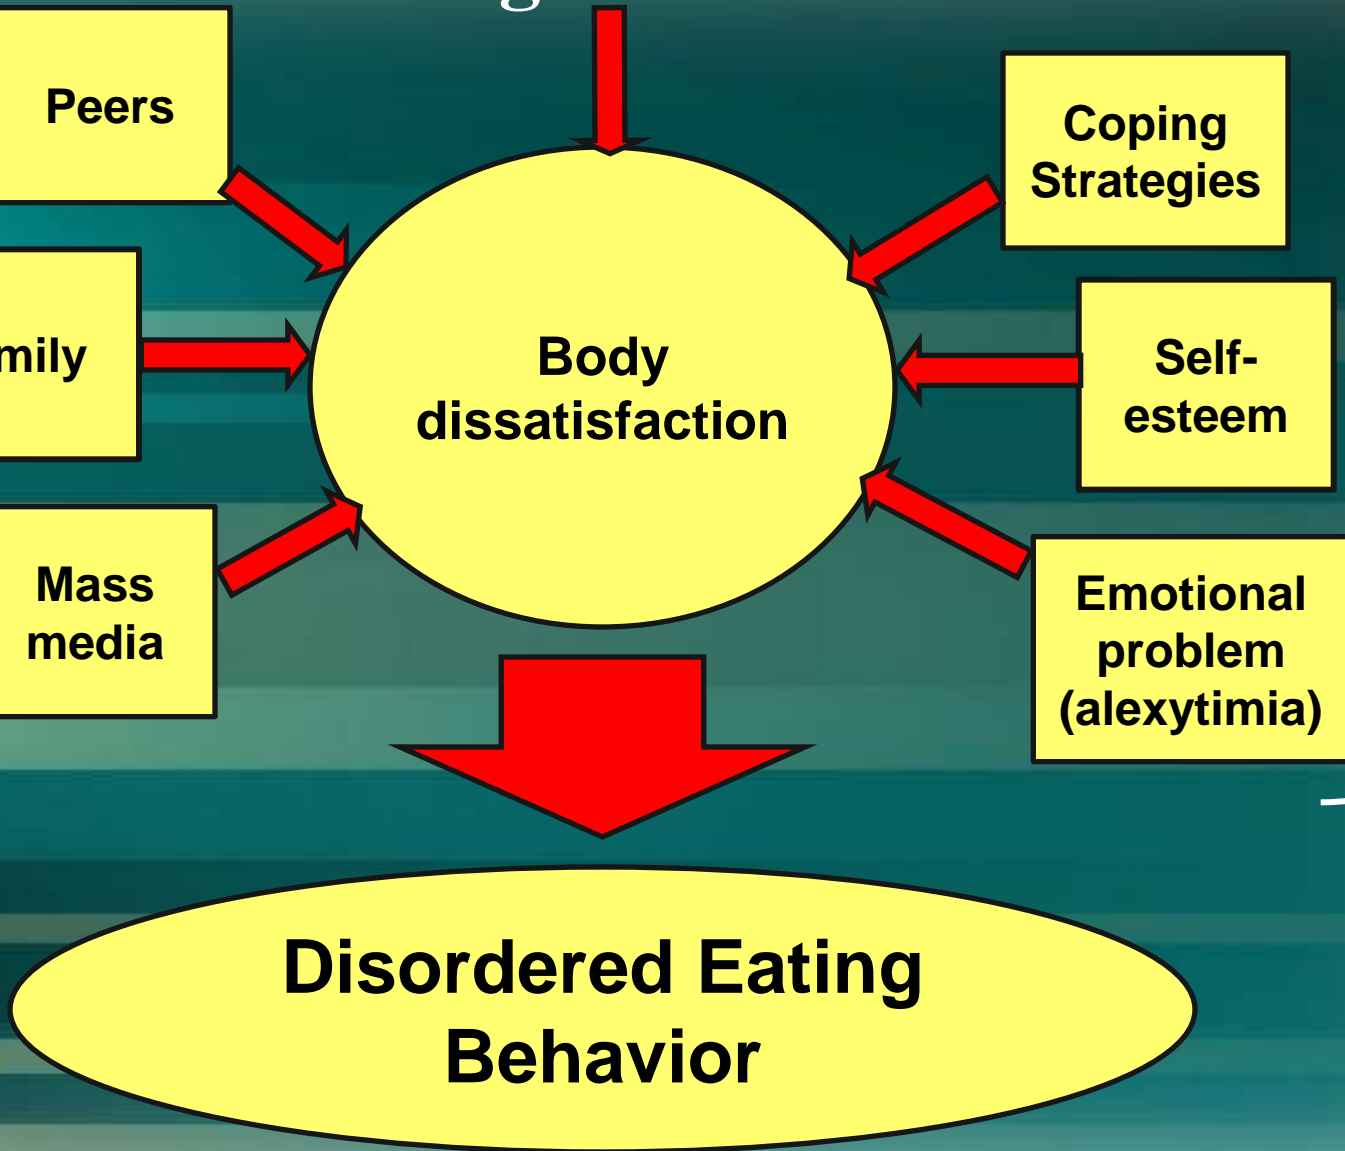 g
Peers
Coping
Strategies
mily
Body
dissatisfaction
Self-
esteem
Mass
media
Emotional
problem
(alexytimia)
Disordered Eating
Behavior